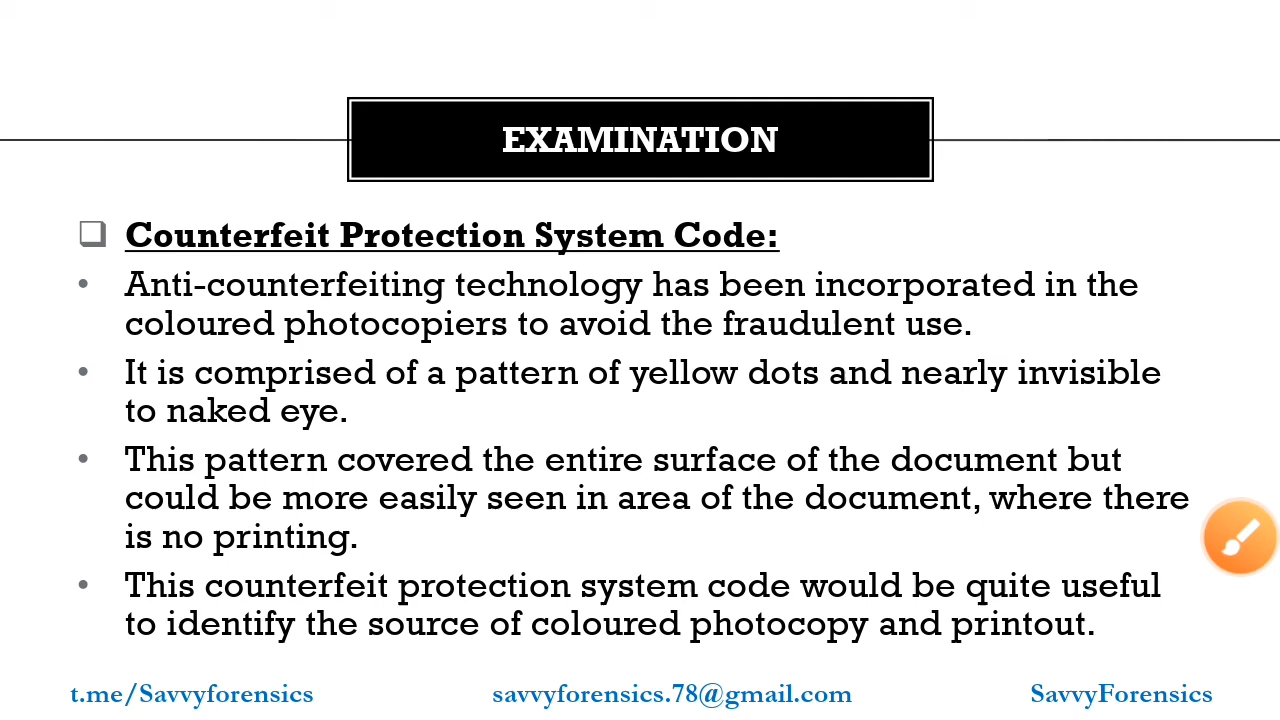 EXAMINATION
Counterfeit Protection System Code:
• Anti-counterfeiting technology has been incorporated in the
coloured photocopiers to avoid the fraudulent use.
• It is comprised of a pattern of yellow dots and nearly invisible
to naked eye.
• This pattern covered the entire surface of the document but
could be more easily seen in area of the document, where there
is no printing.
• This counterfeit protection system code would be quite useful
to identify the source of coloured photocopy and printout.
t.me/Savvyforensics savvyforensics.78@gmail.com SavvyForensics